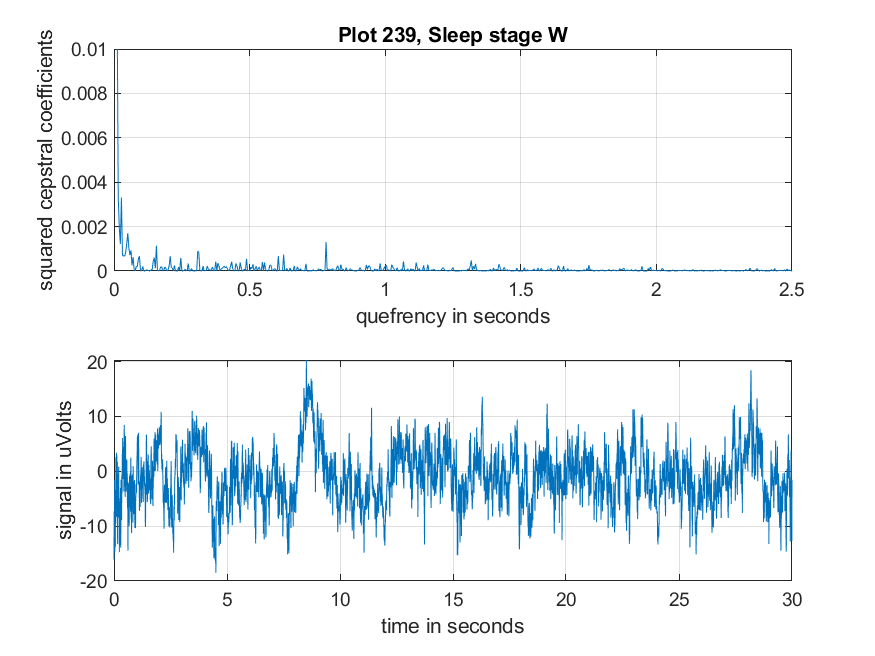 Plot 239, Sleep stage W
squared cepstral coefficients
0.01
0.008
0.006
0.004
0.002
0
0 0.5 1 1.5 2 2.5
quefrency in seconds
signal in uVolts
20
10
0
-10
-20
0 5 10 15 20 25 30
time in seconds